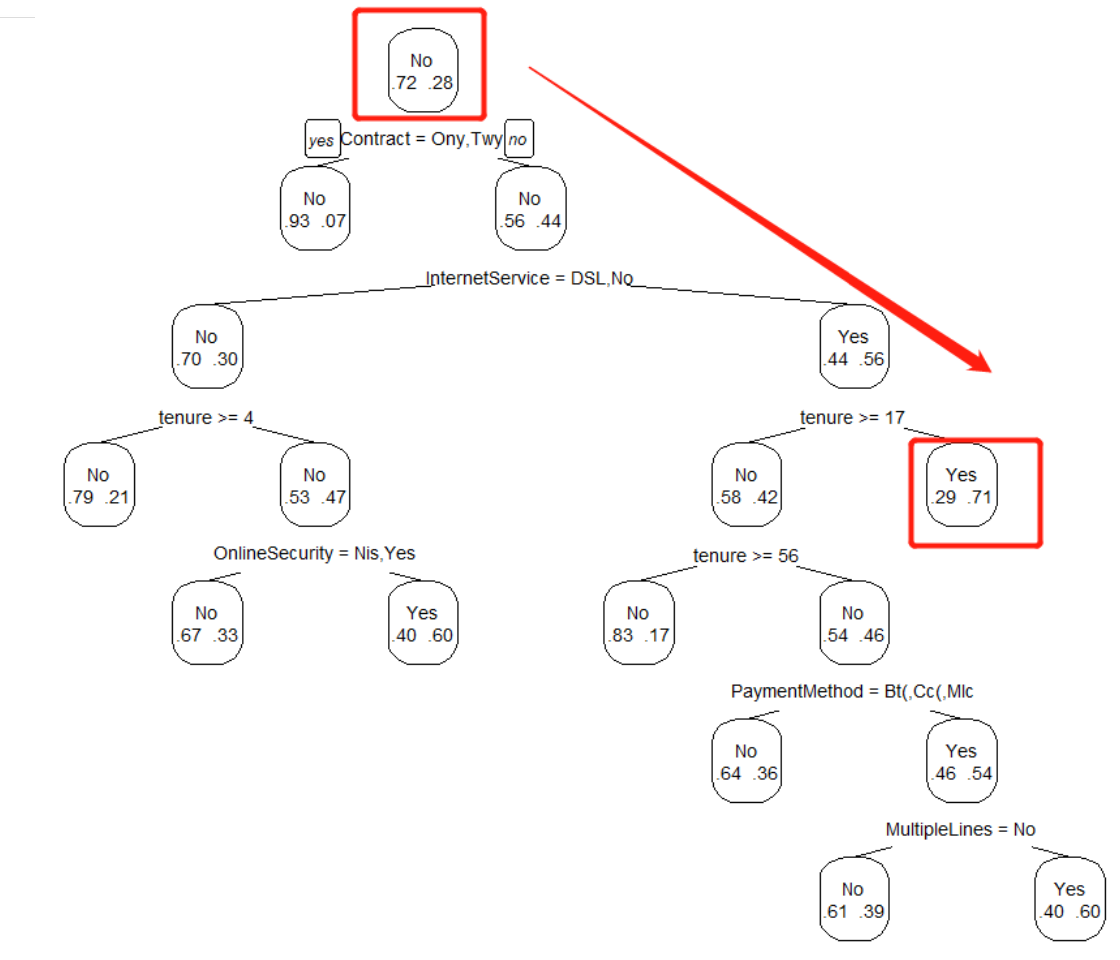 No
.72 .28
yes Contract = Ony,Twy no
No
.93 .07
No
.56 .44
InternetService = DSL,No
No
.70 .30
Yes
.44 .56
tenure >= 4
tenure >= 17
No
.79 .21
No
.53 .47
No
.58 .42
Yes
.29 .71
OnlineSecurity = Nis,Yes
tenure >= 56
No
.67 .33
Yes
.40 .60
No
.83 .17
No
.54 .46
PaymentMethod = Bt(,Cc(,Mlc
No
.64 .36
Yes
.46 .54
MultipleLines = No
No
.61 .39
Yes
.40 .60